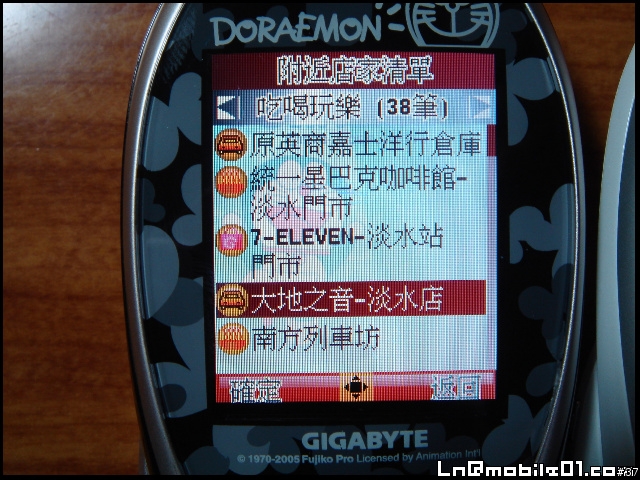 DORAEMON
附近店家清單
吃喝玩樂 (38筆)
原英商嘉士洋行倉庫
統一星巴克咖啡館-
淡水門市
7-ELEVEN-淡水站
門市
大地之音-淡水店
南方列車坊
確定 返回
GIGABYTE
© 1970-2005 Fujiko Pro Licensed by Animation Int'l